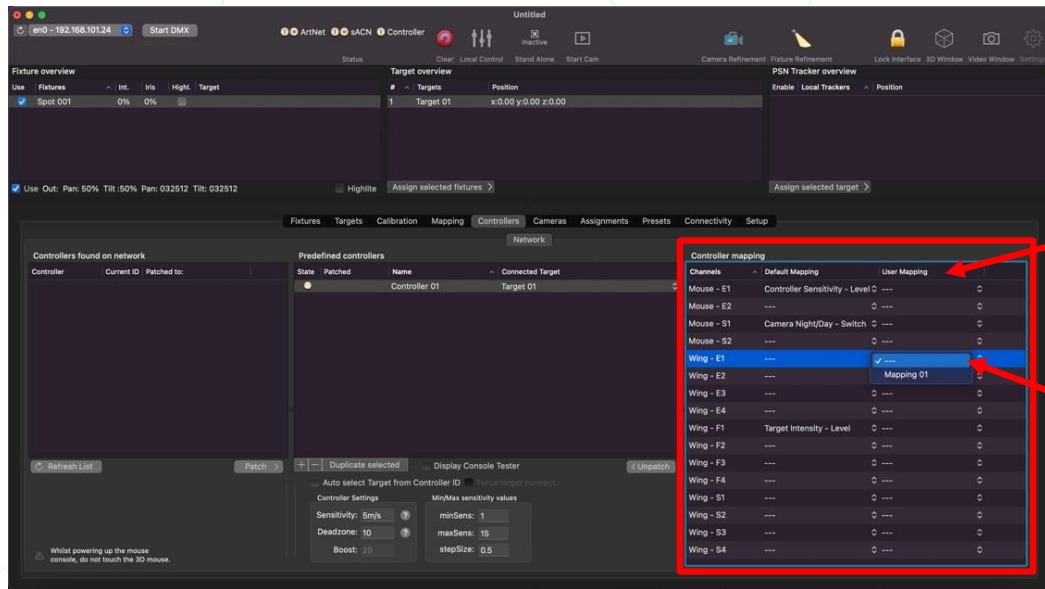 Untitled
en0 - 192.168.101.24 Start DMX ArtNet sACN Controller Inactive
Status Clear Local Control Stand Alone Start Cam Camera Refinement Fixture Refinement Lock Interface 3D Window Video Window Settings
Fixture overview Target overview PSN Tracker overview
Use Fixtures Int. Iris Highl. Target # Targets Position Enable Local Trackers Position
Spot 001 0% 0% 1 Target 01 x:0.00 y:0.00 z:0.00
Use Out: Pan: 50% Tilt :50% Pan: 032512 Tilt: 032512 Highlite Assign selected fixtures > Assign selected target >
Fixtures Targets Calibration Mapping Controllers Cameras Assignments Presets Connectivity Setup
Network
Controllers found on network Predefined controllers Controller mapping
Controller Current ID Patched to: State Patched Name Connected Target Channels Default Mapping User Mapping
Controller 01 Target 01 Mouse - E1 Controller Sensitivity - Level ---
Mouse - E2 --- ---
Mouse - S1 Camera Night/Day - Switch ---
Mouse - S2 --- ---
Wing - E1 --- ✓ ---
Wing - E2 --- Mapping 01
Wing - E3 --- ---
Wing - E4 --- ---
Wing - F1 Target Intensity - Level ---
Wing - F2 --- ---
Refresh List Patch > + - Duplicate selected Display Console Tester < Unpatch Wing - F3 --- ---
Auto select Target from Controller ID Force target connect Wing - F4 --- ---
Controller Settings Min/Max sensitivity values Wing - S1 --- ---
Sensitivity: 5m/s ? minSens: 1 Wing - S2 --- ---
Deadzone: 10 ? maxSens: 15 Wing - S3 --- ---
Boost: 20 stepSize: 0.5 Wing - S4 --- ---
Whilst powering up the mouse
console, do not touch the 3D mouse.